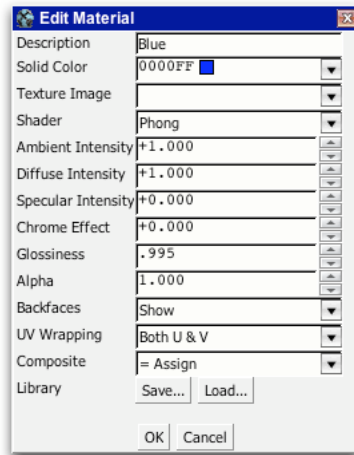 Edit Material
Description Blue
Solid Color 0000FF
Texture Image
Shader Phong
Ambient Intensity +1.000
Diffuse Intensity +1.000
Specular Intensity +0.000
Chrome Effect +0.000
Glossiness .995
Alpha 1.000
Backfaces Show
UV Wrapping Both U & V
Composite = Assign
Library Save... Load...
OK Cancel